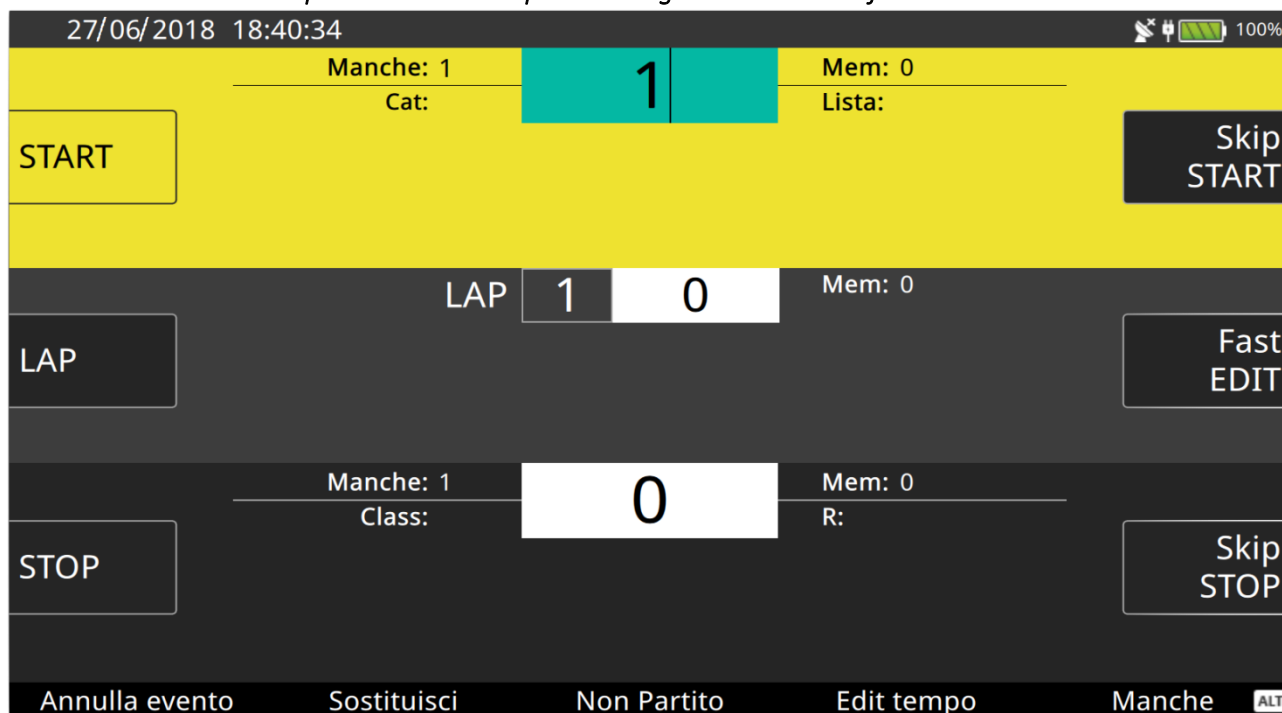 27/06/2018 18:40:34 100%
Manche: 1 1 Mem: 0
Cat: Lista:
START Skip START
LAP 1 0 Mem: 0
LAP Fast EDIT
Manche: 1 0 Mem: 0
Class: R:
STOP Skip STOP
Annulla evento Sostituisci Non Partito Edit tempo Manche ALT